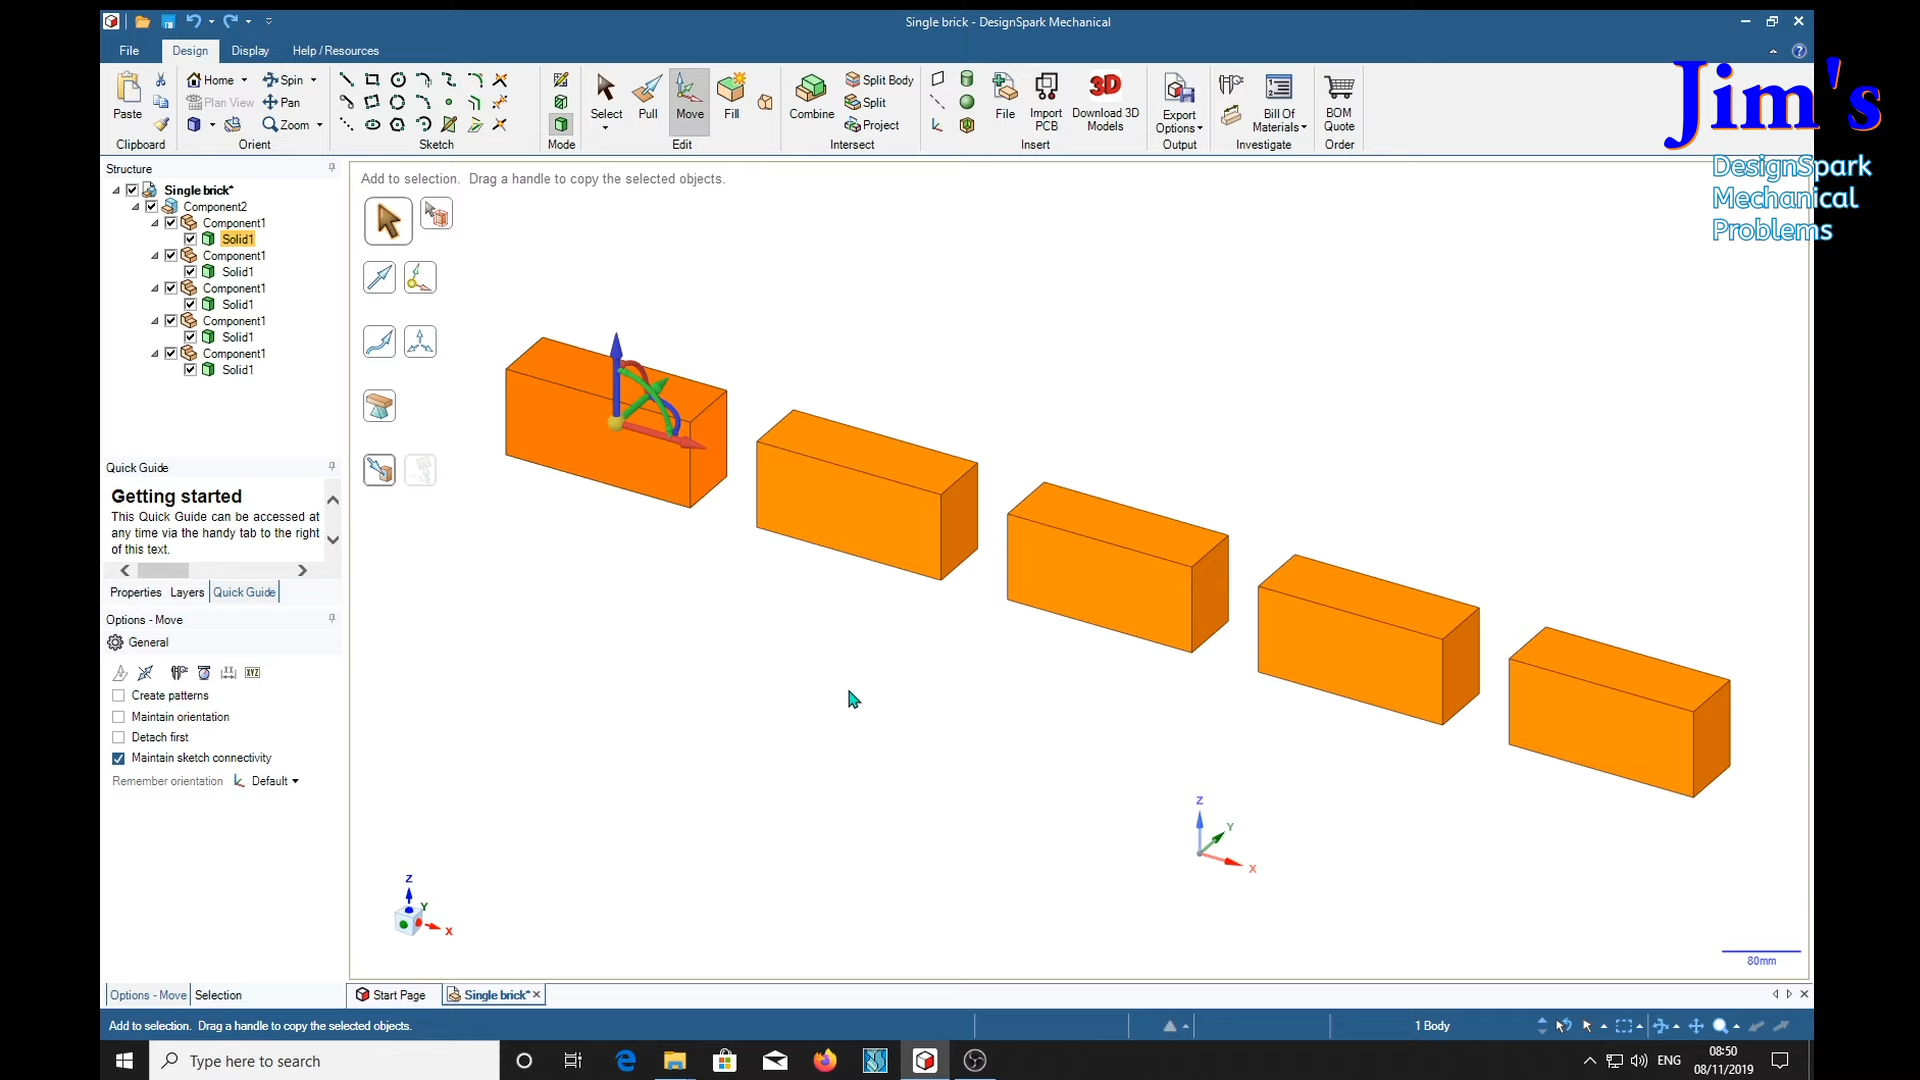 Single brick - DesignSpark Mechanical
File Design Display Help / Resources
Jim's
DesignSpark
Mechanical
Problems
Paste
Clipboard
Home Spin
Plan View Pan
Zoom
Orient
Sketch
Mode
Select Pull Move Fill
Edit
Combine
Split Body
Split
Project
Intersect
File Import PCB Download 3D Models
3D
Insert
Export Options
Output
Bill Of Materials
Investigate
BOM Quote
Order
Structure
Single brick*
Component2
Component1
Solid1
Component1
Solid1
Component1
Solid1
Component1
Solid1
Component1
Solid1
Add to selection. Drag a handle to copy the selected objects.
Quick Guide
Getting started
This Quick Guide can be accessed at
any time via the handy tab to the right
of this text.
Properties Layers Quick Guide
Options - Move
General
XYZ
Create patterns
Maintain orientation
Detach first
Maintain sketch connectivity
Remember orientation Default
Z
Y
X
Z
Y
X
80mm
Options - Move Selection
Start Page Single brick*
Add to selection. Drag a handle to copy the selected objects.
1 Body
Type here to search
ENG
08:50
08/11/2019